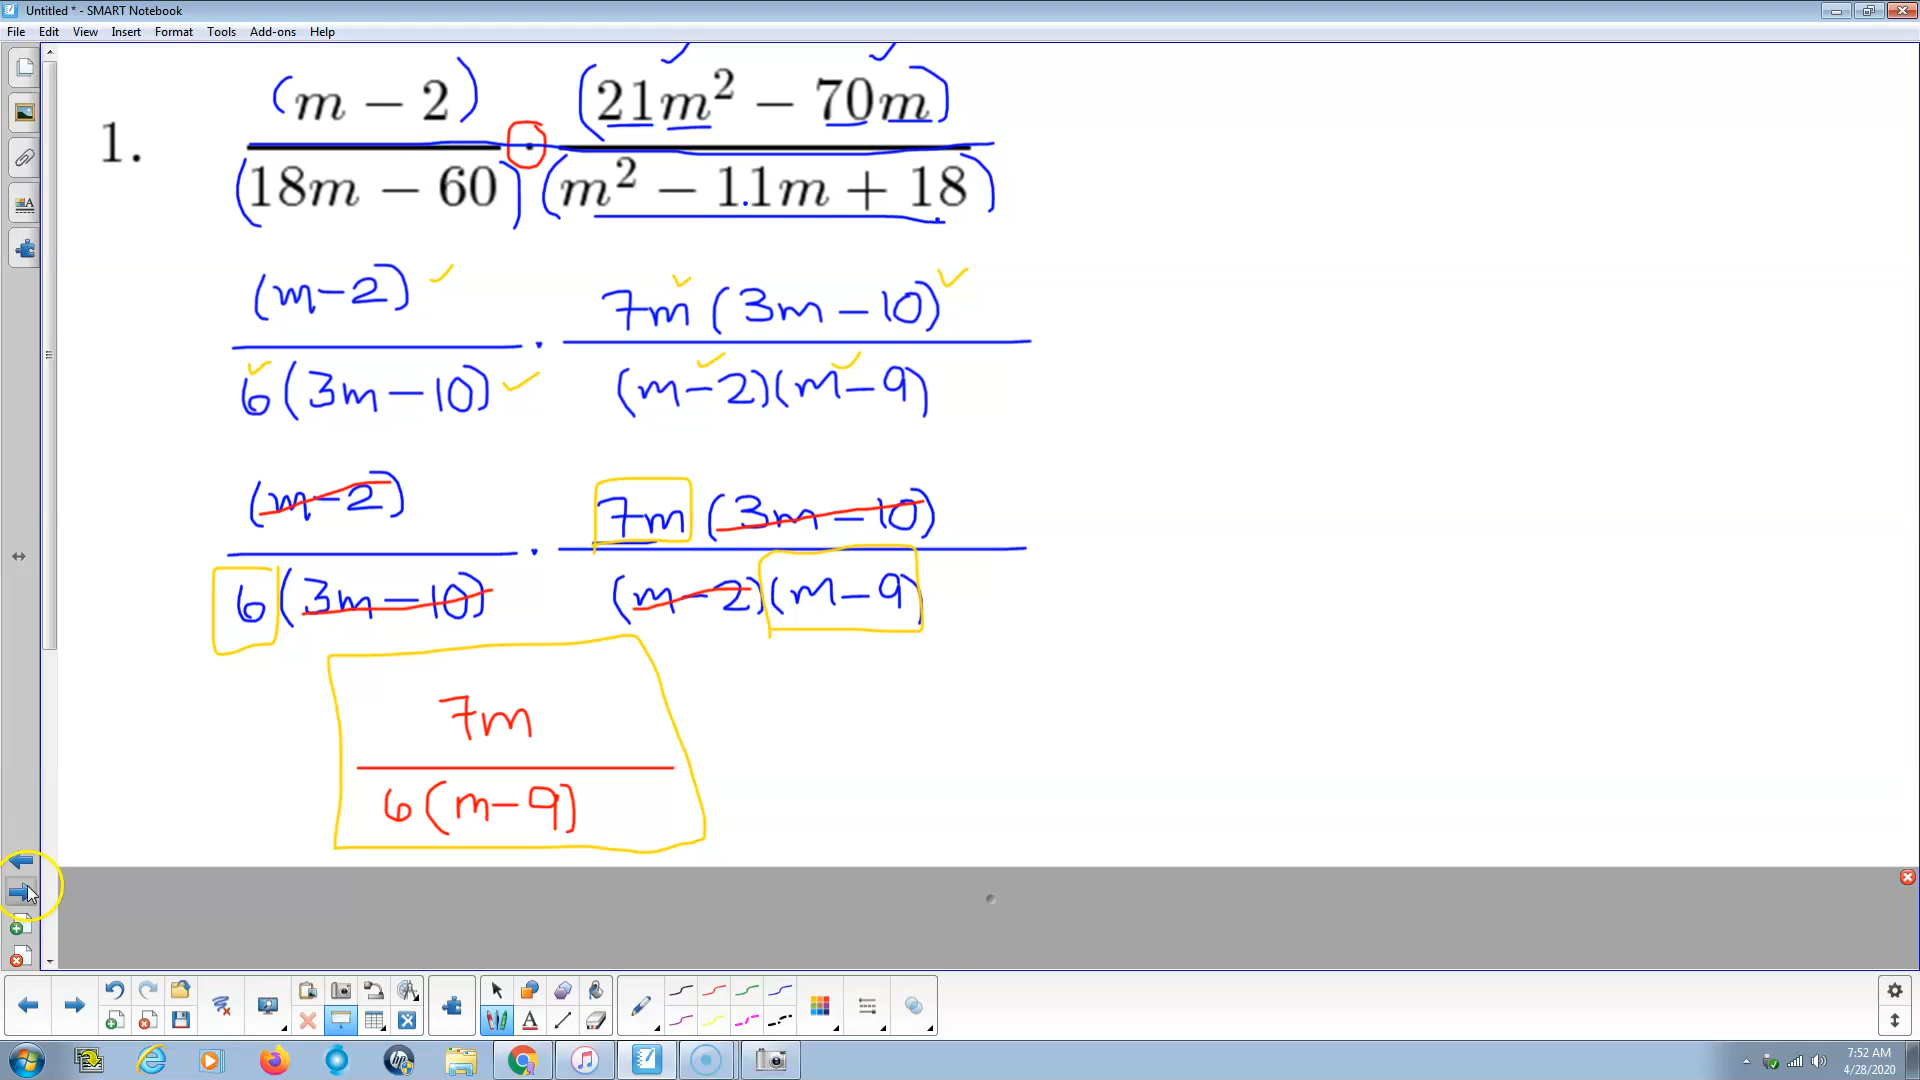 Untitled * - SMART Notebook
File Edit View Insert Format Tools Add-ons Help
1. (m − 2) / (18m − 60) · (21m² − 70m) / (m² − 11m + 18)
(m−2) / 6(3m−10) · 7m(3m−10) / (m−2)(m−9)
(m−2) / 6(3m−10) · 7m(3m−10) / (m−2)(m−9)
7m / 6(m−9)
A
7:52 AM
4/28/2020